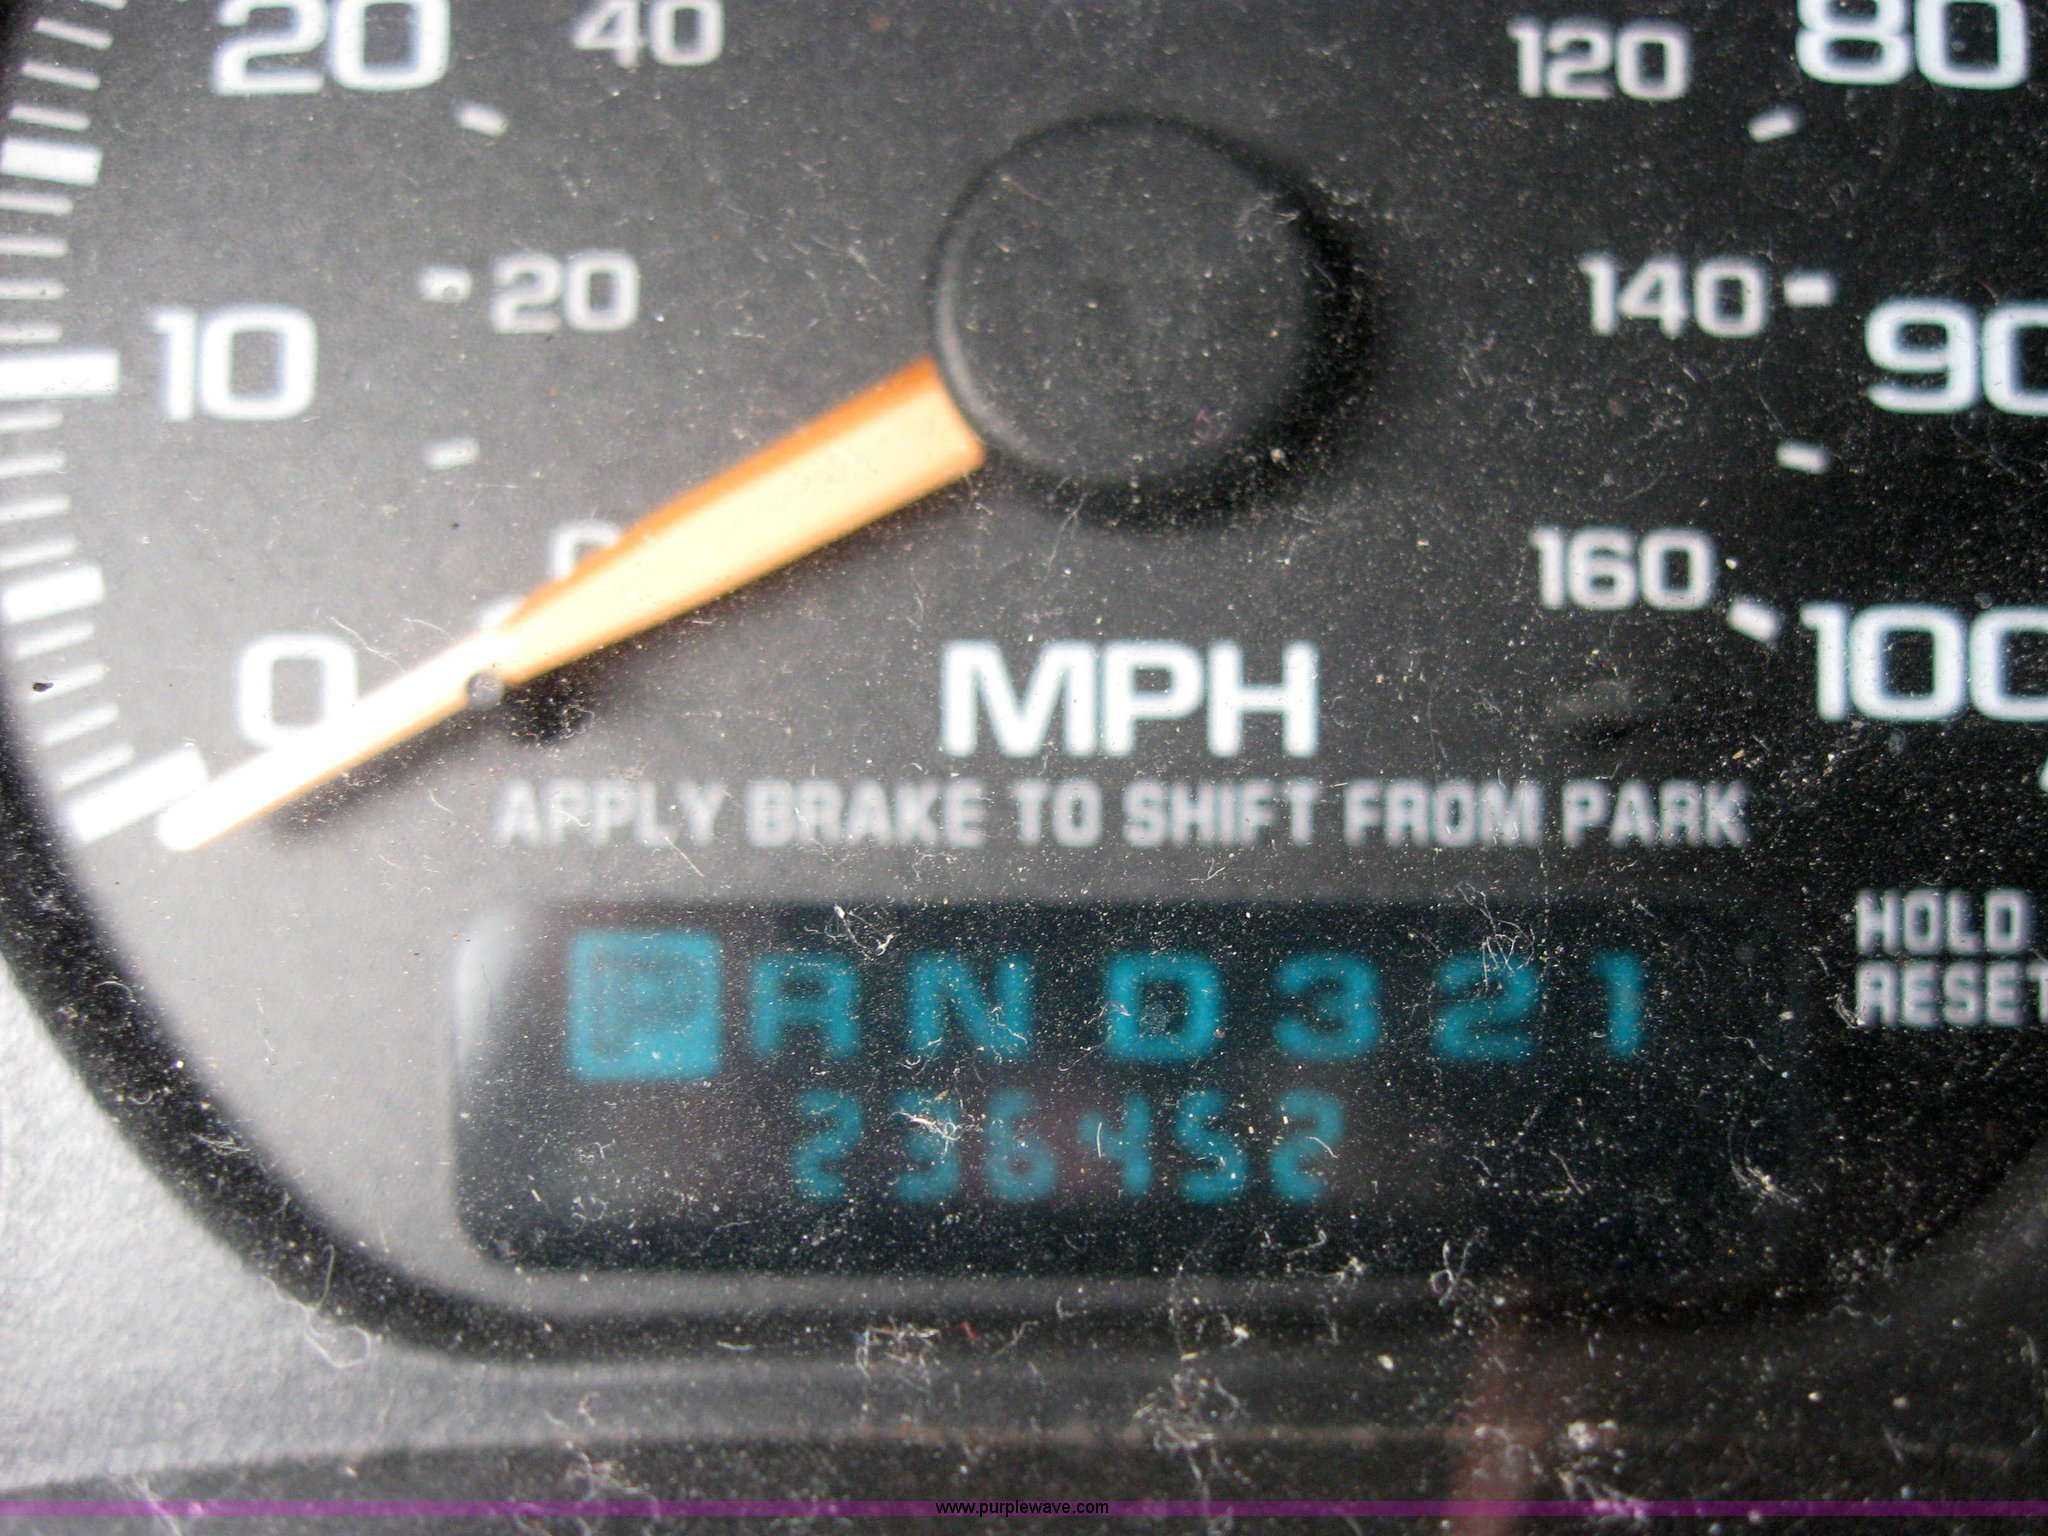 20 40 120 80
10 20 140 90
0 0 160 100
MPH
APPLY BRAKE TO SHIFT FROM PARK
HOLD
RESET
P R N D 3 2 1
236452
www.purplewave.com